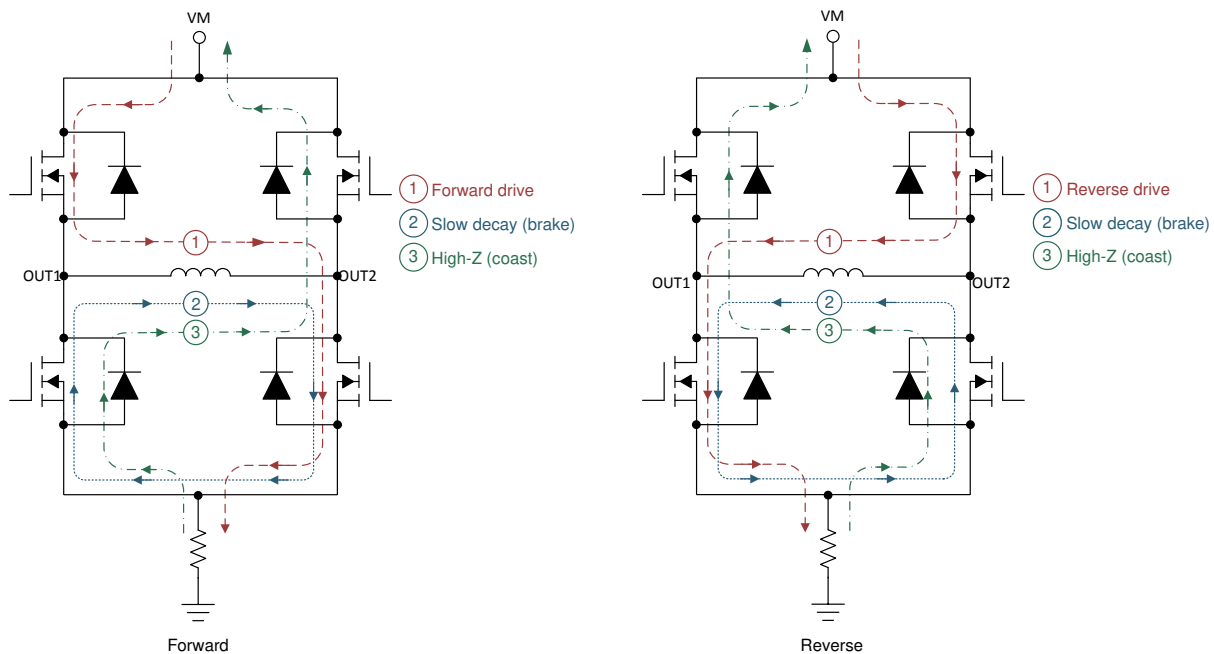 VM
1 Forward drive
2 Slow decay (brake)
3 High-Z (coast)
1
OUT1
OUT2
2
3
Forward
VM
1 Reverse drive
2 Slow decay (brake)
3 High-Z (coast)
1
OUT1
OUT2
2
3
Reverse